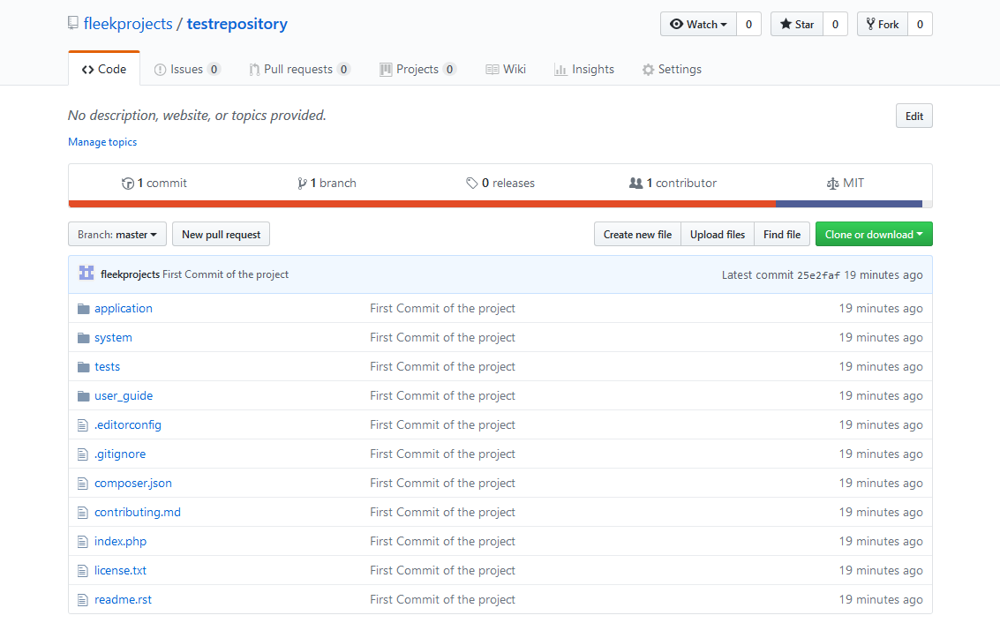 fleekprojects / testrepository Watch 0 Star 0 Fork 0
Code Issues 0 Pull requests 0 Projects 0 Wiki Insights Settings
No description, website, or topics provided. Edit
Manage topics
1 commit 1 branch 0 releases 1 contributor MIT
Branch: master New pull request Create new file Upload files Find file Clone or download
fleekprojects First Commit of the project Latest commit 25e2faf 19 minutes ago
application First Commit of the project 19 minutes ago
system First Commit of the project 19 minutes ago
tests First Commit of the project 19 minutes ago
user_guide First Commit of the project 19 minutes ago
.editorconfig First Commit of the project 19 minutes ago
.gitignore First Commit of the project 19 minutes ago
composer.json First Commit of the project 19 minutes ago
contributing.md First Commit of the project 19 minutes ago
index.php First Commit of the project 19 minutes ago
license.txt First Commit of the project 19 minutes ago
readme.rst First Commit of the project 19 minutes ago